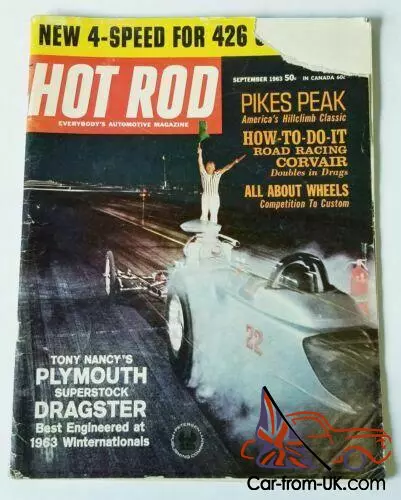 NEW 4-SPEED FOR 426
SEPTEMBER 1963 50¢ IN CANADA 60¢
HOT ROD
EVERYBODY'S AUTOMOTIVE MAGAZINE
PIKES PEAK
America's Hillclimb Classic
HOW-TO-DO-IT
ROAD RACING
CORVAIR
Doubles in Drags
ALL ABOUT WHEELS
Competition To Custom
22
TONY NANCY'S
PLYMOUTH
SUPERSTOCK
DRAGSTER
Best Engineered at
1963 Winternationals
Car-from-UK.com